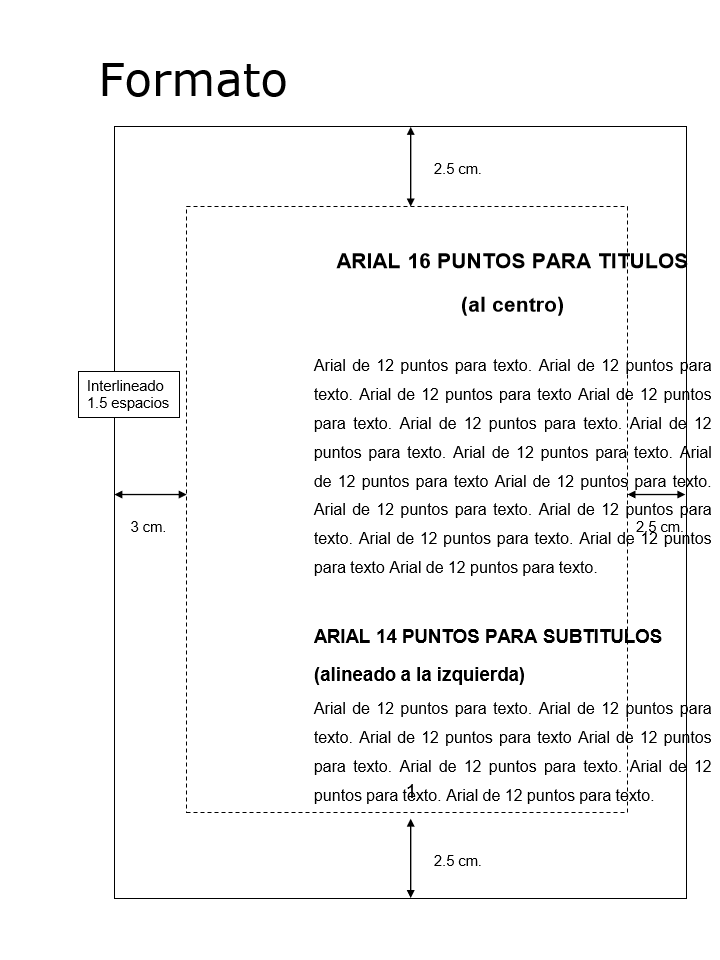 Formato
2.5 cm.
ARIAL 16 PUNTOS PARA TITULOS
(al centro)
Arial de 12 puntos para texto. Arial de 12 puntos para
texto. Arial de 12 puntos para texto Arial de 12 puntos
Interlineado
1.5 espacios
para texto. Arial de 12 puntos para texto. Arial de 12
puntos para texto. Arial de 12 puntos para texto. Arial
de 12 puntos para texto Arial de 12 puntos para texto.
Arial de 12 puntos para texto. Arial de 12 puntos para
3 cm.
2.5 cm.
texto. Arial de 12 puntos para texto. Arial de 12 puntos
para texto Arial de 12 puntos para texto.
ARIAL 14 PUNTOS PARA SUBTITULOS
(alineado a la izquierda)
Arial de 12 puntos para texto. Arial de 12 puntos para
texto. Arial de 12 puntos para texto Arial de 12 puntos
para texto. Arial de 12 puntos para texto. Arial de 12
1
puntos para texto. Arial de 12 puntos para texto.
2.5 cm.